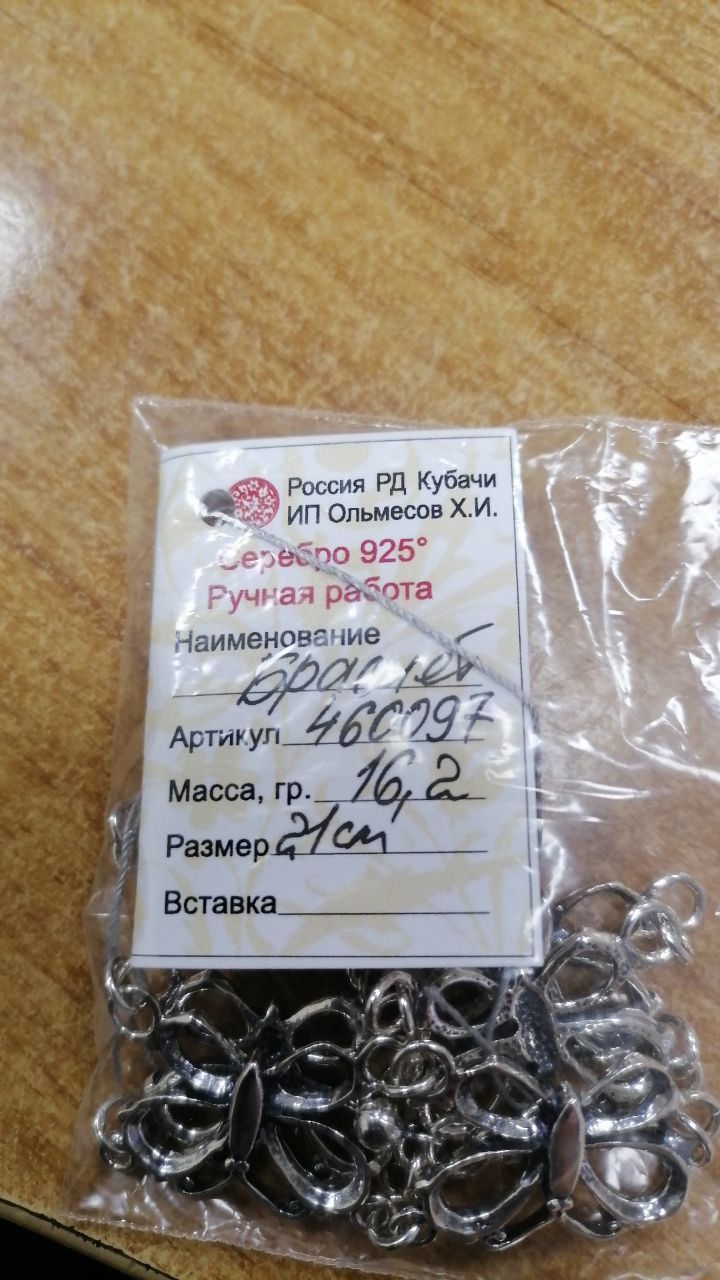 Россия РД Кубачи
ИП Ольмесов Х.И.
Серебро 925°
Ручная работа
Наименование
Браслет
Артикул 460097
Масса, гр. 16,2
Размер 21см
Вставка